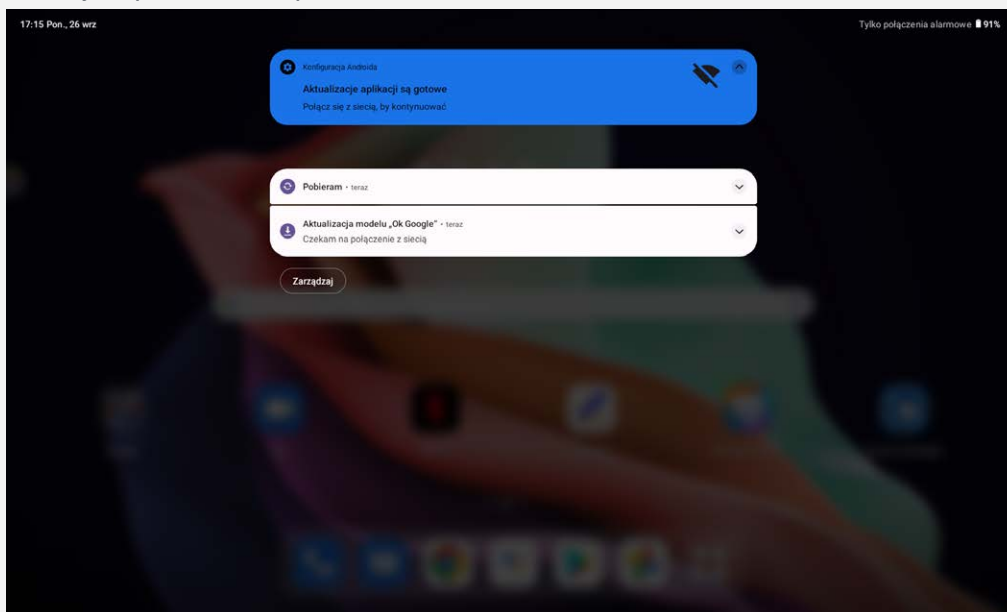 17:15 Pon., 26 wrz
Tylko połączenia alarmowe 91%
Konfiguracja Androida
Aktualizacje aplikacji są gotowe
Połącz się z siecią, by kontynuować
Pobieram • teraz
Aktualizacja modelu „Ok Google” • teraz
Czekam na połączenie z siecią
Zarządzaj